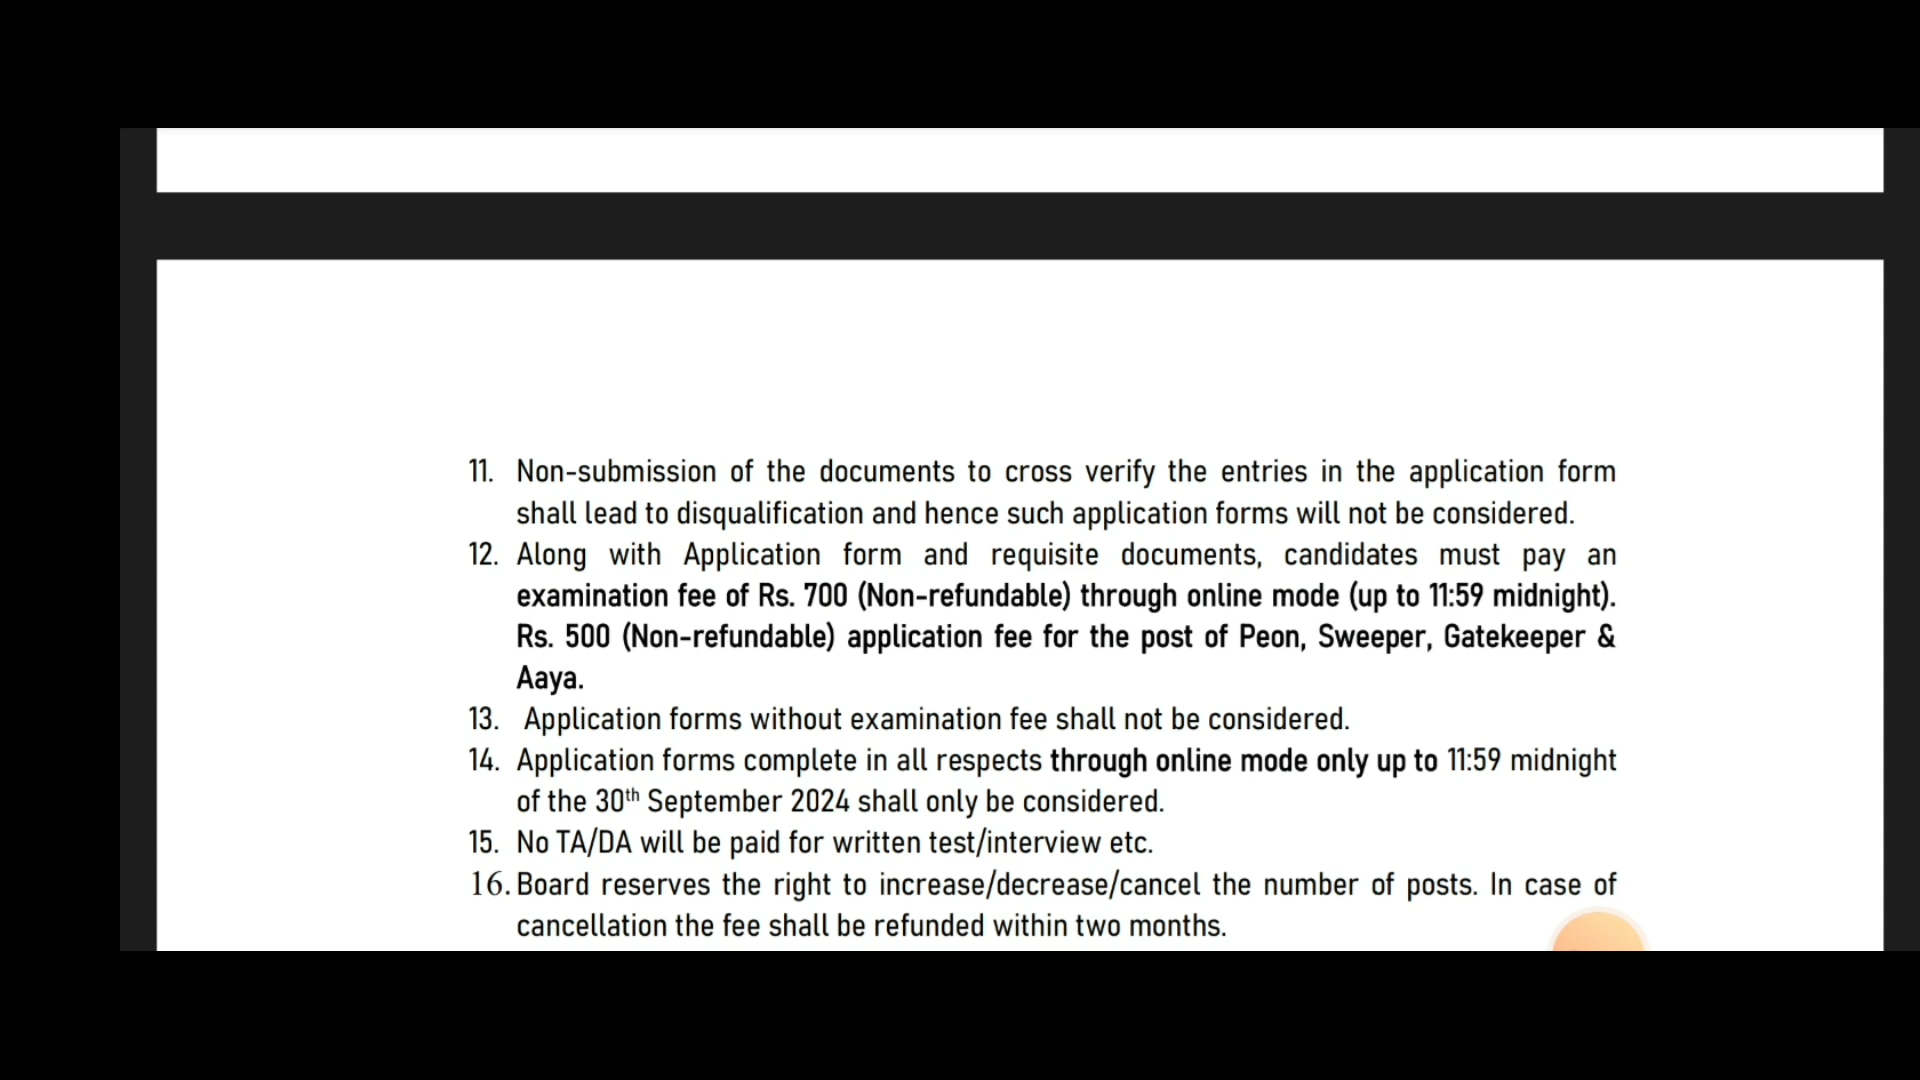 11. Non-submission of the documents to cross verify the entries in the application form
shall lead to disqualification and hence such application forms will not be considered.
12. Along with Application form and requisite documents, candidates must pay an
examination fee of Rs. 700 (Non-refundable) through online mode (up to 11:59 midnight).
Rs. 500 (Non-refundable) application fee for the post of Peon, Sweeper, Gatekeeper &
Aaya.
13. Application forms without examination fee shall not be considered.
14. Application forms complete in all respects through online mode only up to 11:59 midnight
of the 30th September 2024 shall only be considered.
15. No TA/DA will be paid for written test/interview etc.
16. Board reserves the right to increase/decrease/cancel the number of posts. In case of
cancellation the fee shall be refunded within two months.